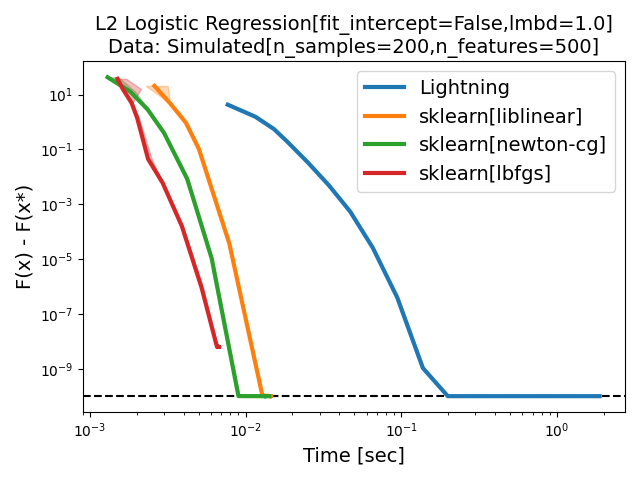 L2 Logistic Regression[fit_intercept=False,lmbd=1.0]
Data: Simulated[n_samples=200,n_features=500]
Lightning
sklearn[liblinear]
sklearn[newton-cg]
sklearn[lbfgs]
F(x) - F(x*)
10¹
10⁻¹
10⁻³
10⁻⁵
10⁻⁷
10⁻⁹
10⁻³
10⁻²
10⁻¹
10⁰
Time [sec]